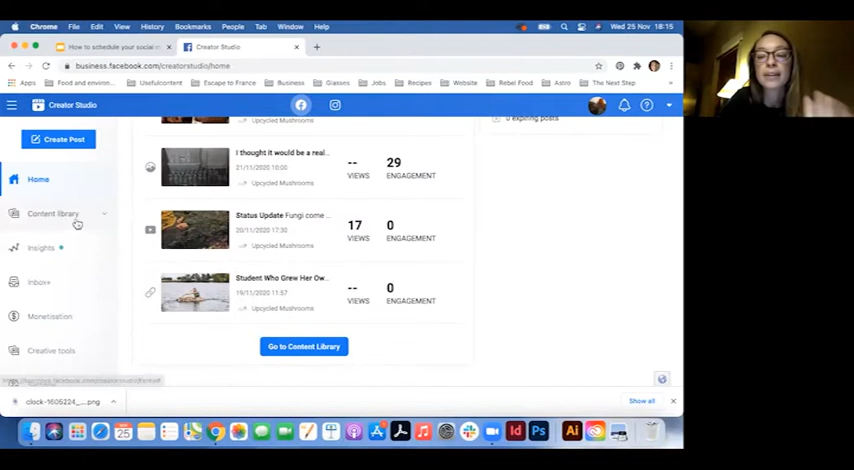 Chrome File Edit View History Bookmarks People Tab Window Help Wed 25 Nov 18:15
How to schedule your social m × Creator Studio × +
business.facebook.com/creatorstudio/home
Apps Food and environ... Usefulcontent Escape to France Business Glasses Jobs Recipes Website Rebel Food Astro The Next Step
Creator Studio
Create Post
Home
Content library
Insights
Inbox+
Monetisation
Creative tools
Upcycled Mushrooms
0 expiring posts
I thought it would be a real...
21/11/2020 10:00
Upcycled Mushrooms
--
VIEWS
29
ENGAGEMENT
Status Update Fungi come ...
20/11/2020 17:30
Upcycled Mushrooms
17
VIEWS
0
ENGAGEMENT
Student Who Grew Her Ow...
19/11/2020 11:57
Upcycled Mushrooms
--
VIEWS
0
ENGAGEMENT
Go to Content Library
clock-1605224_....png
Show all
NOV
25
Id Ps Ai